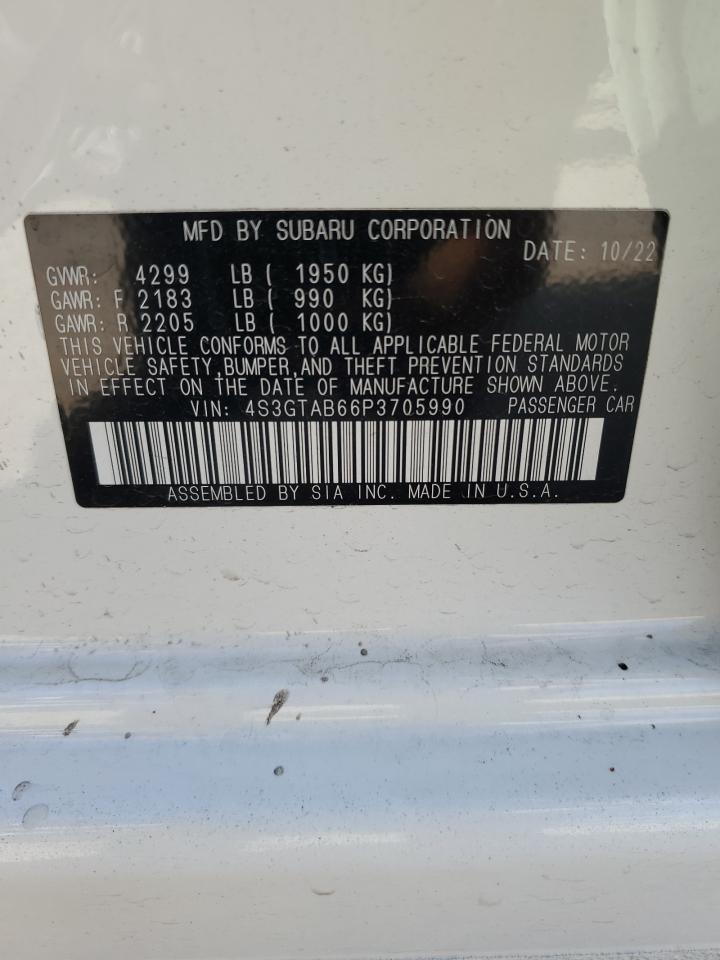 MFD BY SUBARU CORPORATION
DATE: 10/22
GVWR: 4299 LB ( 1950 KG)
GAWR: F 2183 LB ( 990 KG)
GAWR: R 2205 LB ( 1000 KG)
THIS VEHICLE CONFORMS TO ALL APPLICABLE FEDERAL MOTOR
VEHICLE SAFETY,BUMPER,AND THEFT PREVENTION STANDARDS
IN EFFECT ON THE DATE OF MANUFACTURE SHOWN ABOVE.
VIN: 4S3GTAB66P3705990 PASSENGER CAR
ASSEMBLED BY SIA INC. MADE IN U.S.A.